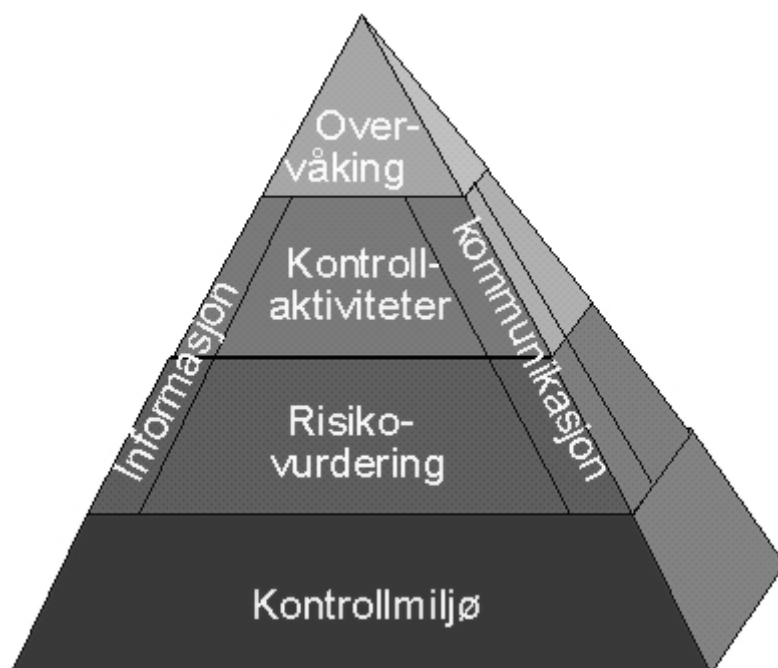 Over-
våking
Kontroll-
aktiviteter
Informasjon
kommunikasjon
Risiko-
vurdering
Kontrollmiljø